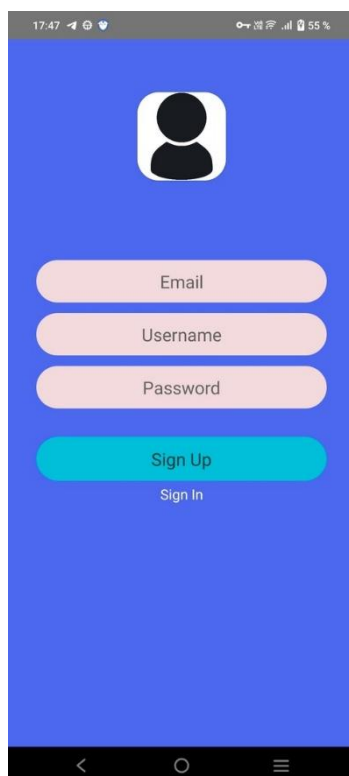 17:47 55 %
Email
Username
Password
Sign Up
Sign In